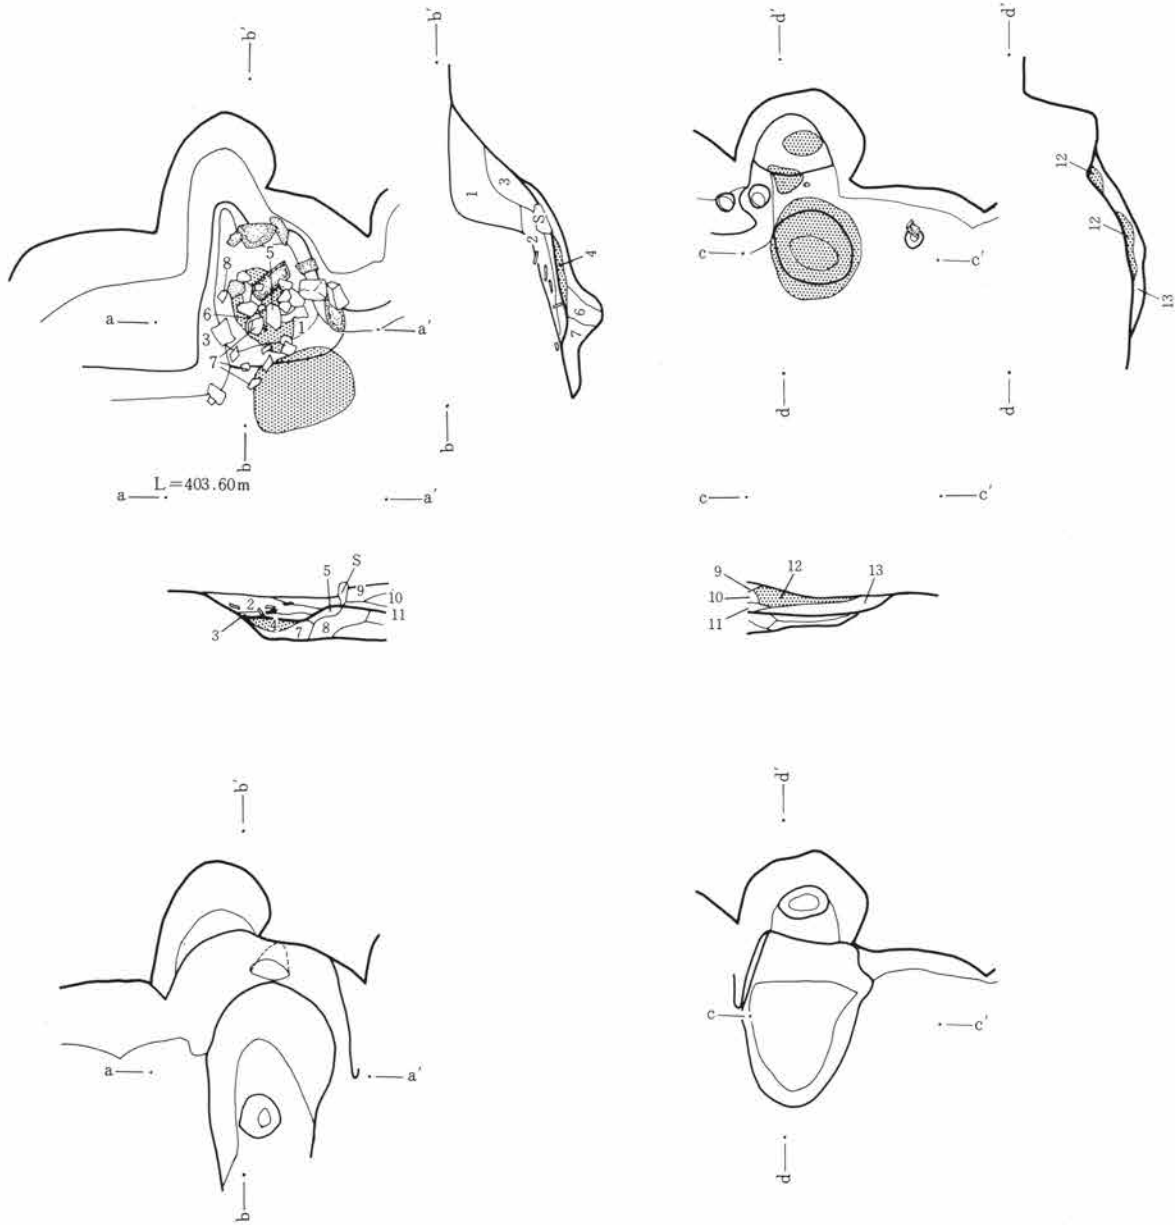 b′ b′ d′ d′
1 3 S 2 4 6 7
8 5 6 3 7 1
a a′
b b
12 12 13
c c′
d d
L＝403.60m
a a′ c c′
S 5 9 10 11 2 3 4 7 8
9 12 13 10 11
b′ d′
a a′ c c′
b d